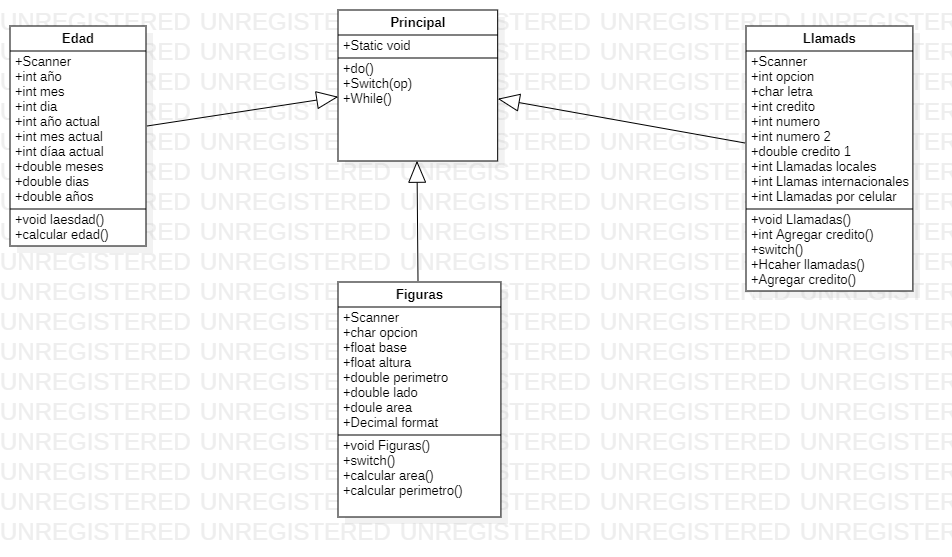 Edad
+Scanner
+int año
+int mes
+int dia
+int año actual
+int mes actual
+int díaa actual
+double meses
+double dias
+double años
+void laesdad()
+calcular edad()
Principal
+Static void
+do()
+Switch(op)
+While()
Llamads
+Scanner
+int opcion
+char letra
+int credito
+int numero
+int numero 2
+double credito 1
+int Llamadas locales
+int Llamas internacionales
+int Llamadas por celular
+void Llamadas()
+int Agregar credito()
+switch()
+Hcaher llamadas()
+Agregar credito()
Figuras
+Scanner
+char opcion
+float base
+float altura
+double perimetro
+double lado
+doule area
+Decimal format
+void Figuras()
+switch()
+calcular area()
+calcular perimetro()
UNREGISTERED